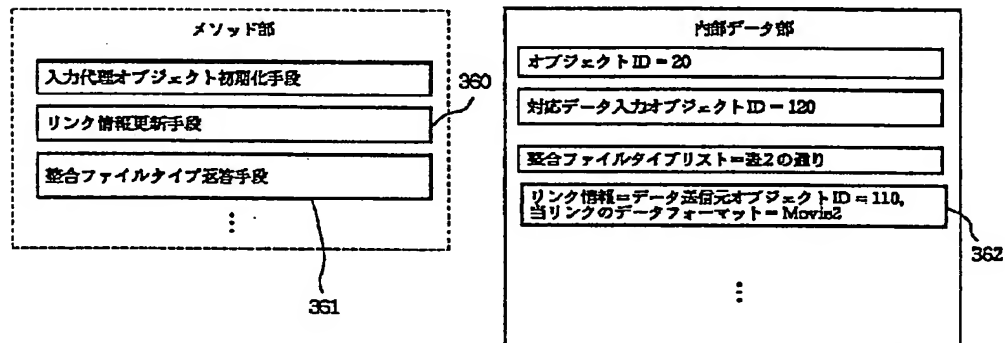 メソッド部
入力代理オブジェクト初期化手段
リンク情報更新手段
整合ファイルタイプ返答手段
360
361
内部データ部
オブジェクトID=20
対応データ入力オブジェクトID=120
整合ファイルタイプリスト=表2の通り
リンク情報=データ送信元オブジェクトID=110,
当リンクのデータフォーマット=Movie2
362